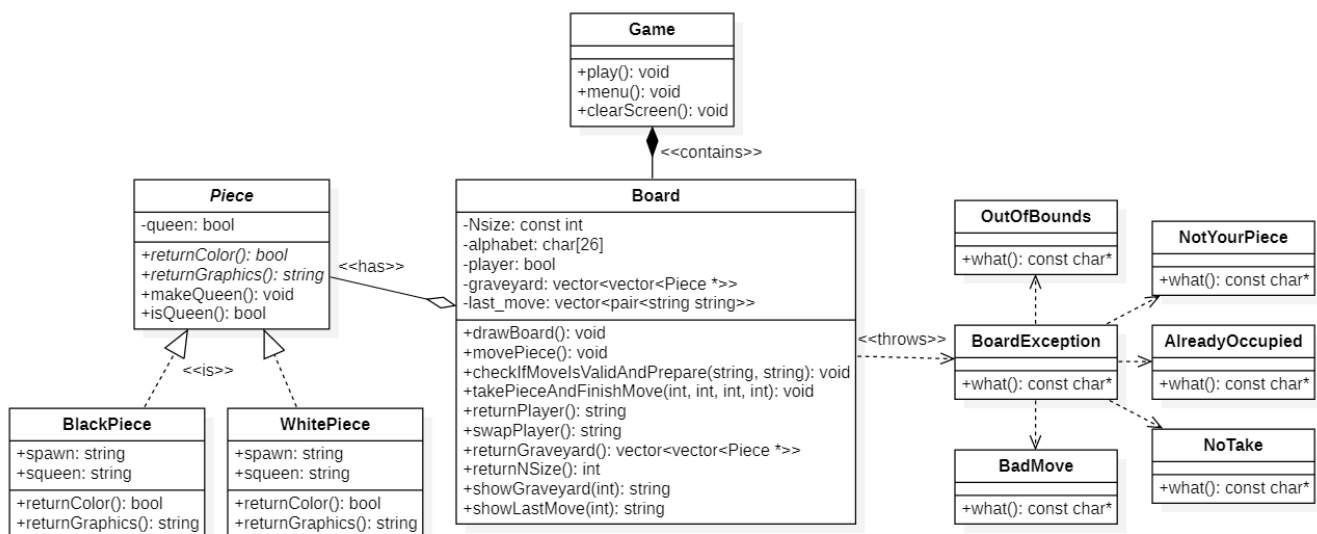 Game
+play(): void
+menu(): void
+clearScreen(): void
<<contains>>
Piece
-queen: bool
+returnColor(): bool
+returnGraphics(): string
+makeQueen(): void
+isQueen(): bool
<<has>>
<<is>>
BlackPiece
+spawn: string
+squeen: string
+returnColor(): bool
+returnGraphics(): string
WhitePiece
+spawn: string
+squeen: string
+returnColor(): bool
+returnGraphics(): string
Board
-Nsize: const int
-alphabet: char[26]
-player: bool
-graveyard: vector<vector<Piece *>>
-last_move: vector<pair<string string>>
+drawBoard(): void
+movePiece(): void
+checkIfMoveIsValidAndPrepare(string, string): void
+takePieceAndFinishMove(int, int, int, int): void
+returnPlayer(): string
+swapPlayer(): string
+returnGraveyard(): vector<vector<Piece *>>
+returnNSize(): int
+showGraveyard(int): string
+showLastMove(int): string
<<throws>>
OutOfBounds
+what(): const char*
NotYourPiece
+what(): const char*
BoardException
+what(): const char*
AlreadyOccupied
+what(): const char*
BadMove
+what(): const char*
NoTake
+what(): const char*